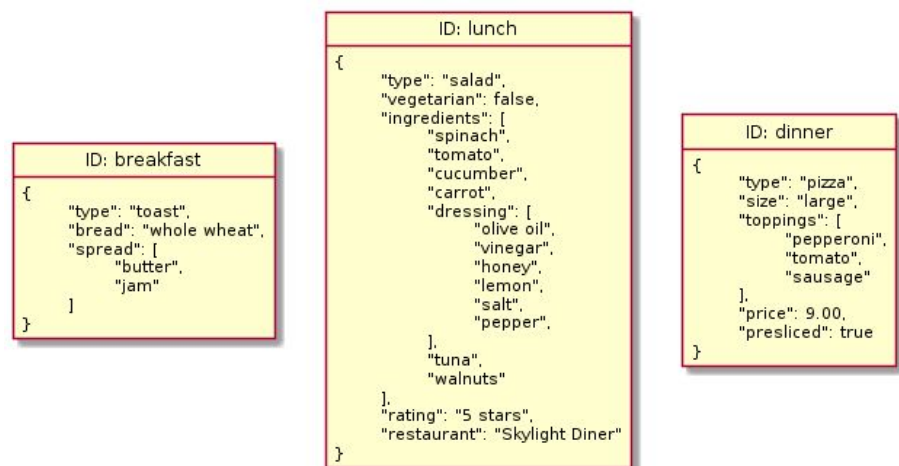 ID: breakfast
{
"type": "toast",
"bread": "whole wheat",
"spread": [
"butter",
"jam"
]
}
ID: lunch
{
"type": "salad",
"vegetarian": false,
"ingredients": [
"spinach",
"tomato",
"cucumber",
"carrot",
"dressing": [
"olive oil",
"vinegar",
"honey",
"lemon",
"salt",
"pepper",
],
"tuna",
"walnuts"
],
"rating": "5 stars",
"restaurant": "Skylight Diner"
}
ID: dinner
{
"type": "pizza",
"size": "large",
"toppings": [
"pepperoni",
"tomato",
"sausage"
],
"price": 9.00,
"presliced": true
}